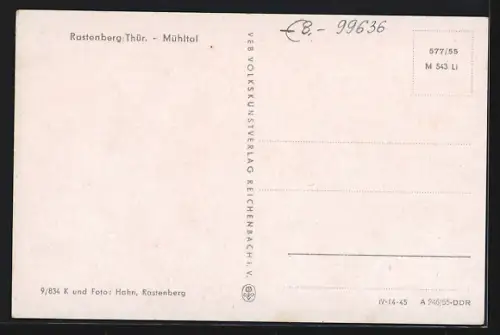 Rastenberg/Thür. - Mühltal
€8,- 99636
577/55
M 543 Li
VEB VOLKSKUNSTVERLAG REICHENBACH i. V.
9/834 K und Foto: Hahn, Rastenberg
IV-14-45 A 946/55-DDR